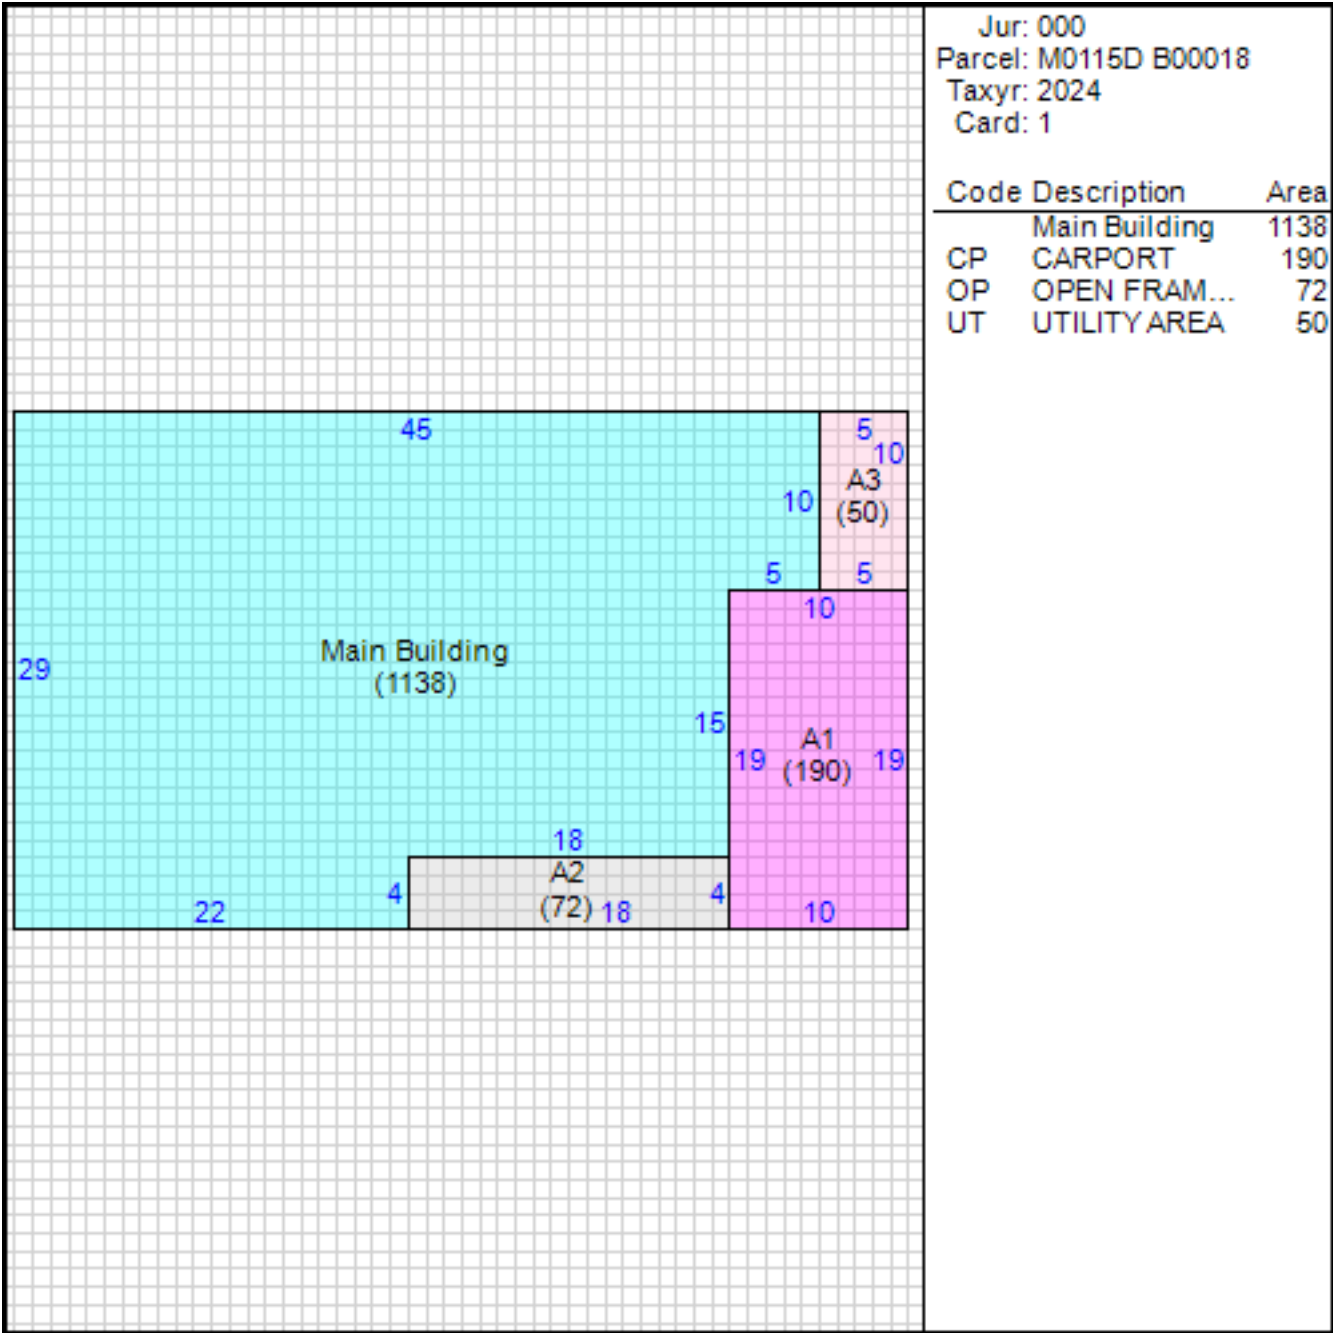 Jur: 000
Parcel: M0115D B00018
Taxyr: 2024
Card: 1
Code Description Area
Main Building 1138
CP CARPORT 190
OP OPEN FRAM... 72
UT UTILITY AREA 50
45
5
10
A3
(50)
10
5
5
10
Main Building
(1138)
29
15
A1
(190)
19
19
18
A2
(72)
4
4
22
18
10